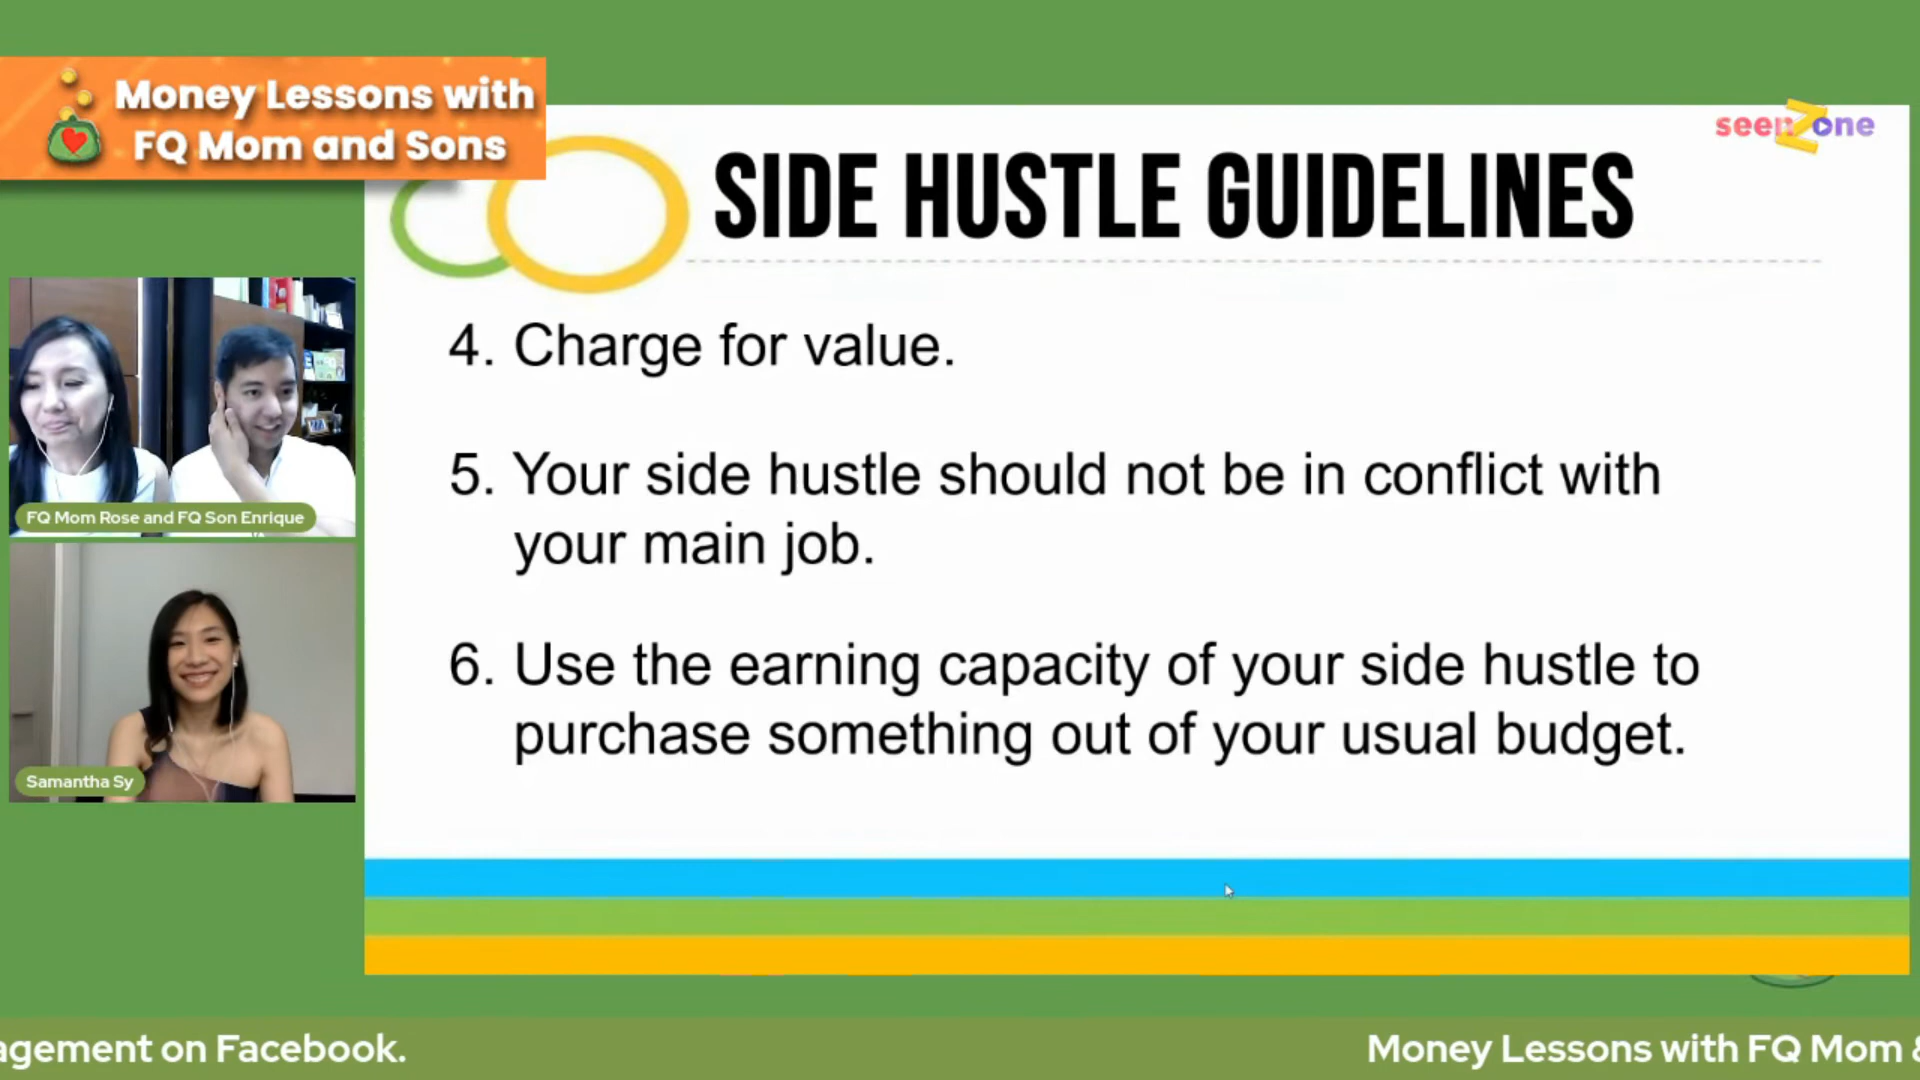 Money Lessons with
FQ Mom and Sons
seenZone
SIDE HUSTLE GUIDELINES
4. Charge for value.
5. Your side hustle should not be in conflict with
your main job.
6. Use the earning capacity of your side hustle to
purchase something out of your usual budget.
FQ Mom Rose and FQ Son Enrique
Samantha Sy
agement on Facebook.
Money Lessons with FQ Mom &